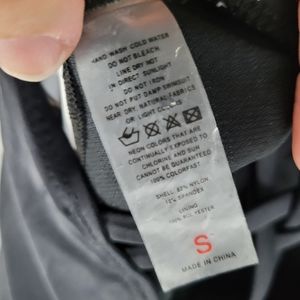 HAND WASH COLD WATER
DO NOT BLEACH
LINE DRY NOT
IN DIRECT SUNLIGHT
DO NOT IRON
DO NOT PUT DAMP SWIMSUIT
NEAR DRY, NATURAL FABRICS
OR LIGHT COLORS
NEON COLORS THAT ARE
CONTINUALLY EXPOSED TO
CHLORINE AND SUN
CANNOT BE GUARANTEED
100% COLORFAST
SHELL: 82% NYLON
18% SPANDEX
LINING:
100% POLYESTER
S
MADE IN CHINA